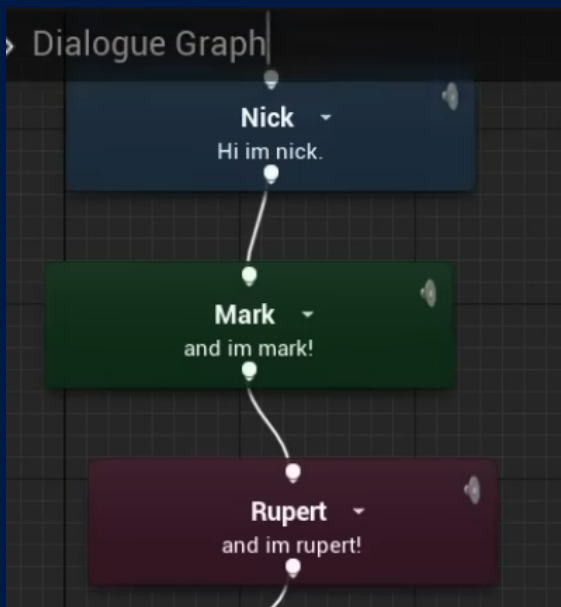 Dialogue Graph
Nick
Hi im nick.
Mark
and im mark!
Rupert
and im rupert!